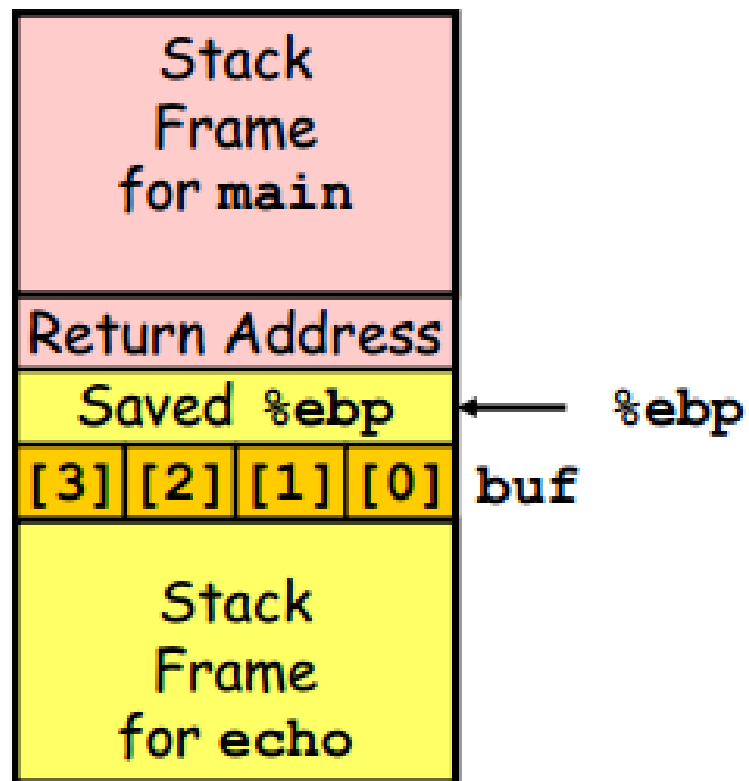 Stack
Frame
for main
Return Address
Saved %ebp
%ebp
[3] [2] [1] [0]
buf
Stack
Frame
for echo